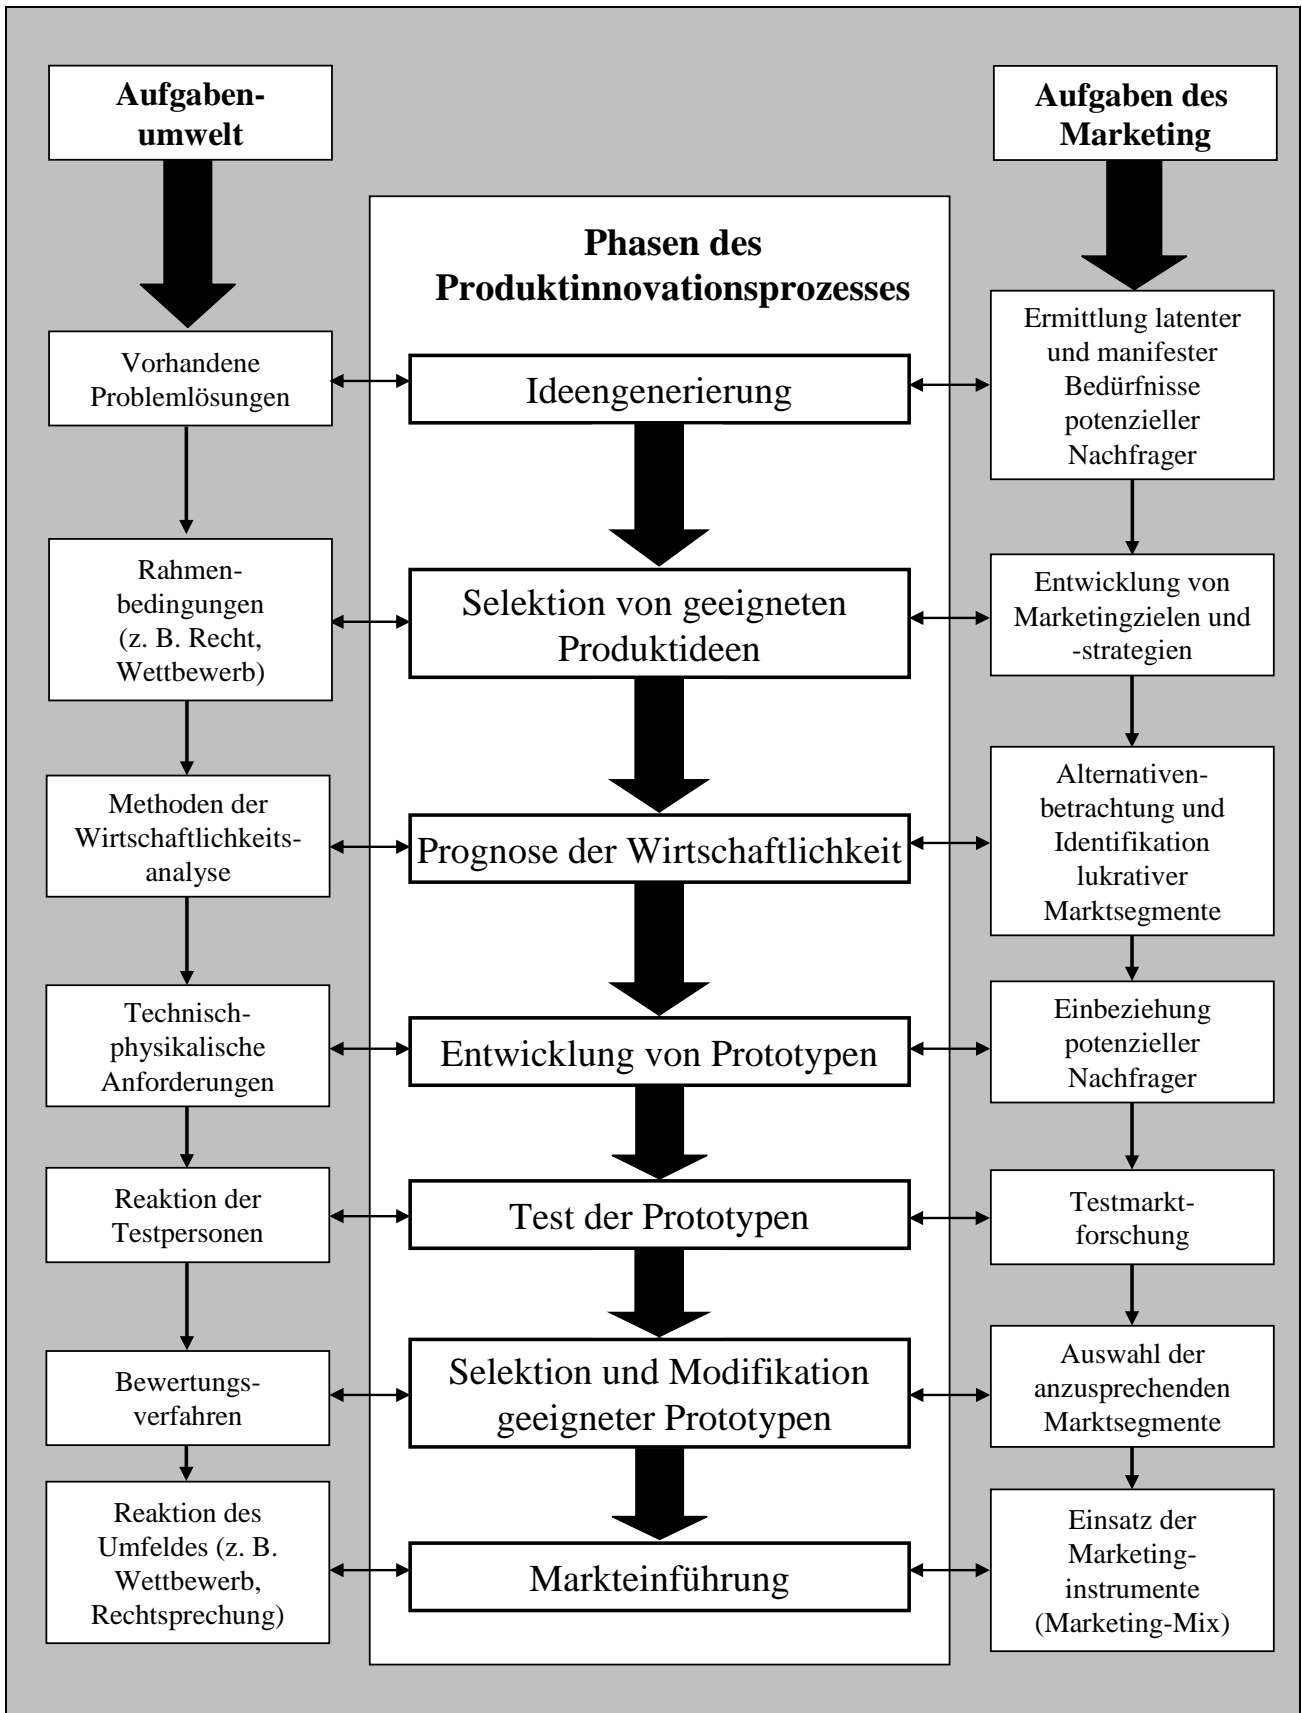 Aufgaben-
umwelt
Vorhandene
Problemlösungen
Rahmen-
bedingungen
(z. B. Recht,
Wettbewerb)
Methoden der
Wirtschaftlichkeits-
analyse
Technisch-
physikalische
Anforderungen
Reaktion der
Testpersonen
Bewertungs-
verfahren
Reaktion des
Umfeldes (z. B.
Wettbewerb,
Rechtsprechung)
Phasen des
Produktinnovationsprozesses
Ideengenerierung
Selektion von geeigneten
Produktideen
Prognose der Wirtschaftlichkeit
Entwicklung von Prototypen
Test der Prototypen
Selektion und Modifikation
geeigneter Prototypen
Markteinführung
Aufgaben des
Marketing
Ermittlung latenter
und manifester
Bedürfnisse
potenzieller
Nachfrager
Entwicklung von
Marketingzielen und
-strategien
Alternativen-
betrachtung und
Identifikation
lukrativer
Marktsegmente
Einbeziehung
potenzieller
Nachfrager
Testmarkt-
forschung
Auswahl der
anzusprechenden
Marktsegmente
Einsatz der
Marketing-
instrumente
(Marketing-Mix)